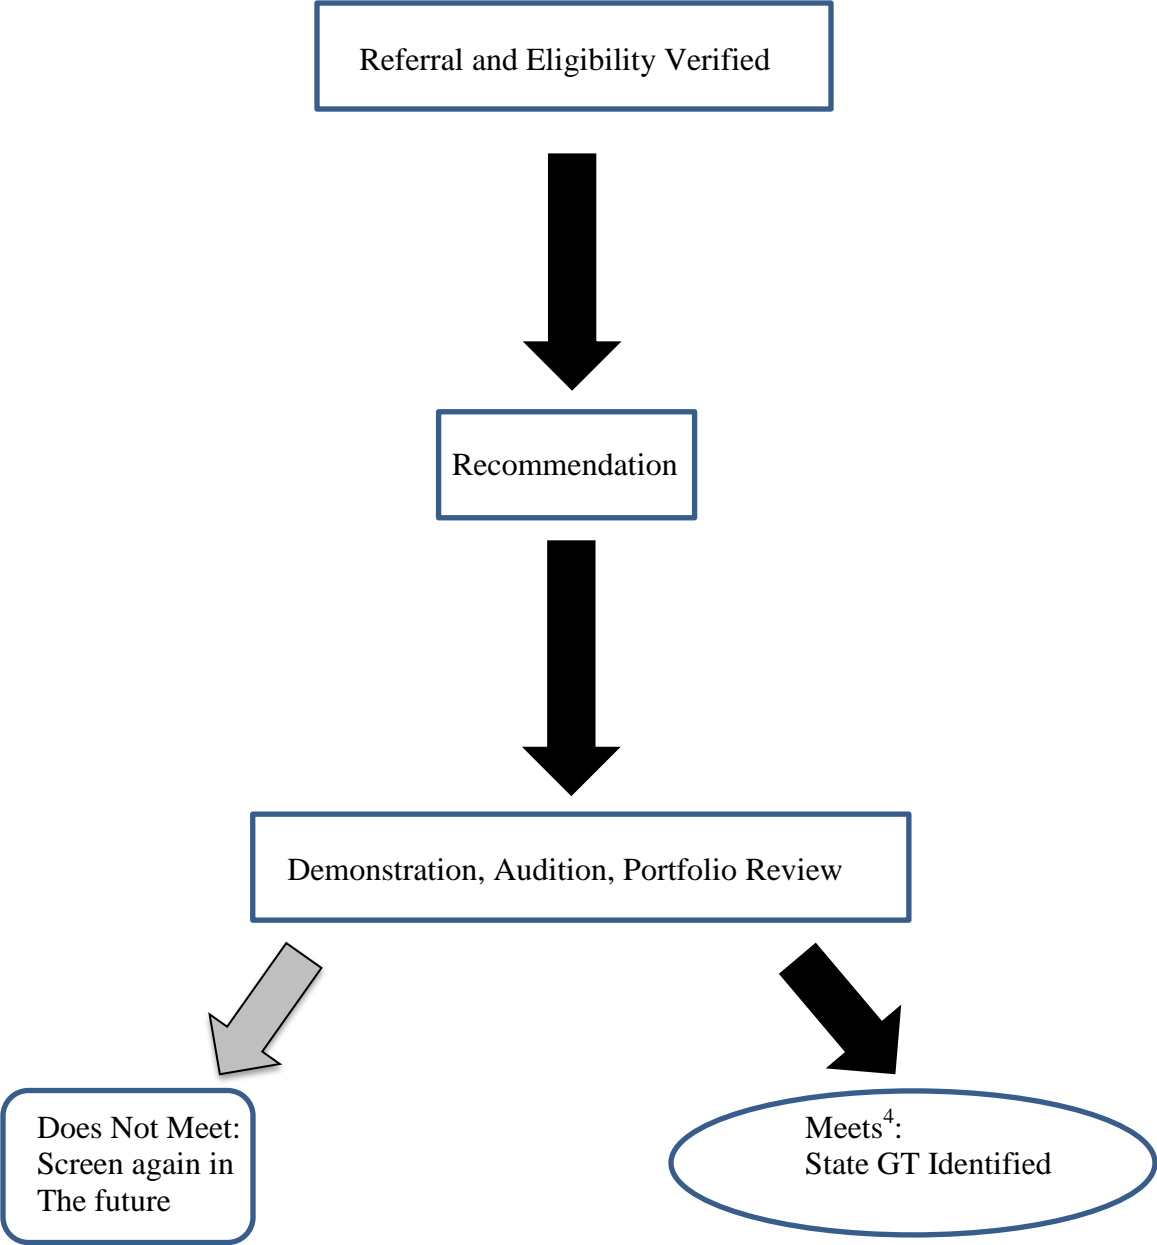 Referral and Eligibility Verified
Recommendation
Demonstration, Audition, Portfolio Review
Does Not Meet:
Screen again in
The future
Meets⁴:
State GT Identified